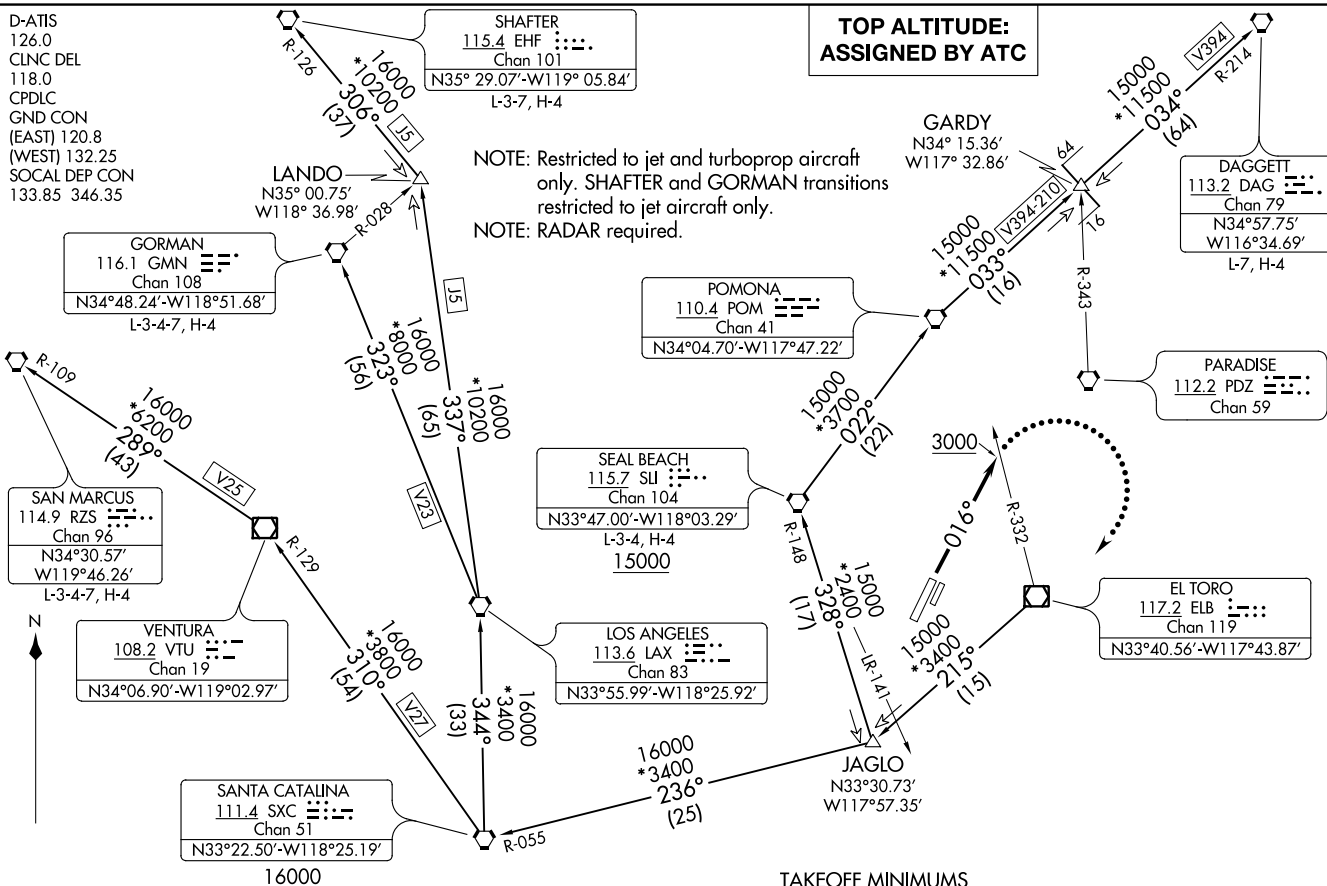 D-ATIS
126.0
CLNC DEL
118.0
CPDLC
GND CON
(EAST) 120.8
(WEST) 132.25
SOCAL DEP CON
133.85 346.35
SHAFTER
115.4 EHF
Chan 101
N35° 29.07'-W119° 05.84'
L-3-7, H-4
TOP ALTITUDE:
ASSIGNED BY ATC
R-126
16000
*10200
306°
(37)
J5
V394
R-214
15000
*11500
034°
(64)
GARDY
N34° 15.36'
W117° 32.86'
64
16
DAGGETT
113.2 DAG
Chan 79
N34°57.75'
W116°34.69'
L-7, H-4
LANDO
N35° 00.75'
W118° 36.98'
R-028
NOTE: Restricted to jet and turboprop aircraft
only. SHAFTER and GORMAN transitions
restricted to jet aircraft only.
NOTE: RADAR required.
GORMAN
116.1 GMN
Chan 108
N34°48.24'-W118°51.68'
L-3-4-7, H-4
V394-210
15000
*11500
033°
(16)
R-343
POMONA
110.4 POM
Chan 41
N34°04.70'-W117°47.22'
PARADISE
112.2 PDZ
Chan 59
J5
16000
*10200
337°
(65)
16000
*8000
323°
(56)
V23
R-109
16000
*6200
289°
(43)
V25
15000
*3700
022°
(22)
SAN MARCUS
114.9 RZS
Chan 96
N34°30.57'
W119°46.26'
L-3-4-7, H-4
SEAL BEACH
115.7 SLI
Chan 104
N33°47.00'-W118°03.29'
L-3-4, H-4
15000
3000
016°
R-332
R-129
R-148
EL TORO
117.2 ELB
Chan 119
N33°40.56'-W117°43.87'
N
VENTURA
108.2 VTU
Chan 19
N34°06.90'-W119°02.97'
LOS ANGELES
113.6 LAX
Chan 83
N33°55.99'-W118°25.92'
16000
*3800
310°
(54)
V27
16000
*3400
344°
(33)
15000
*2400
328°
(17)
LR-141
15000
*3400
215°
(15)
16000
*3400
236°
(25)
JAGLO
N33°30.73'
W117°57.35'
SANTA CATALINA
111.4 SXC
Chan 51
N33°22.50'-W118°25.19'
16000
R-055
TAKEOFF MINIMUMS